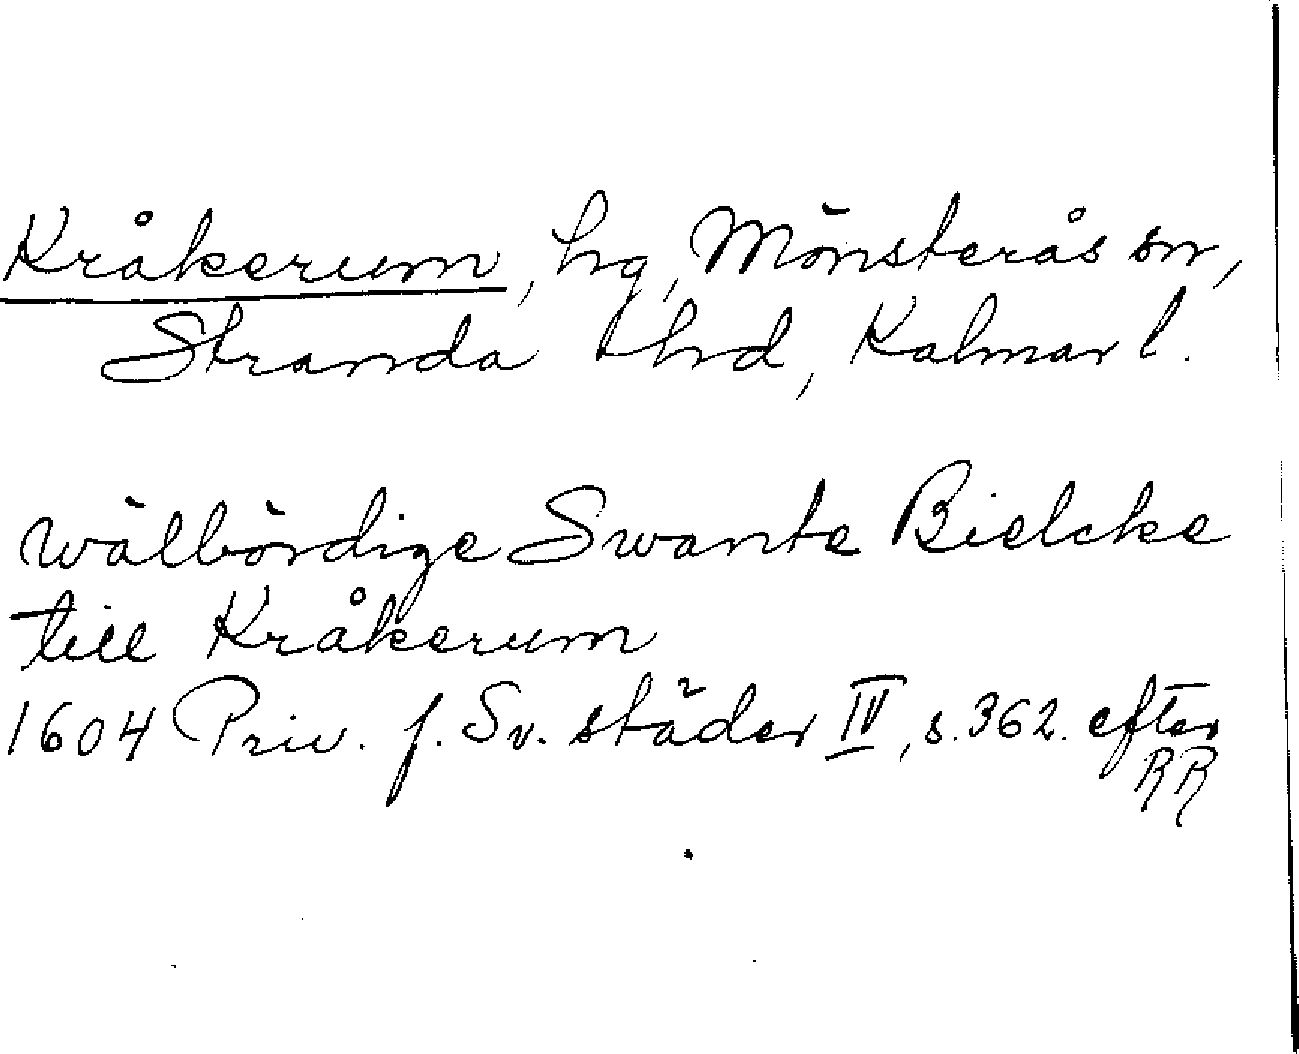 Kråkerum, hg, Mönsterås sn,
Stranda hd, Kalmar l.
wälbördige Swante Bielcke
till Kråkerum
1604 Priv. f. Sv. städer IV, s. 362. efter
RR